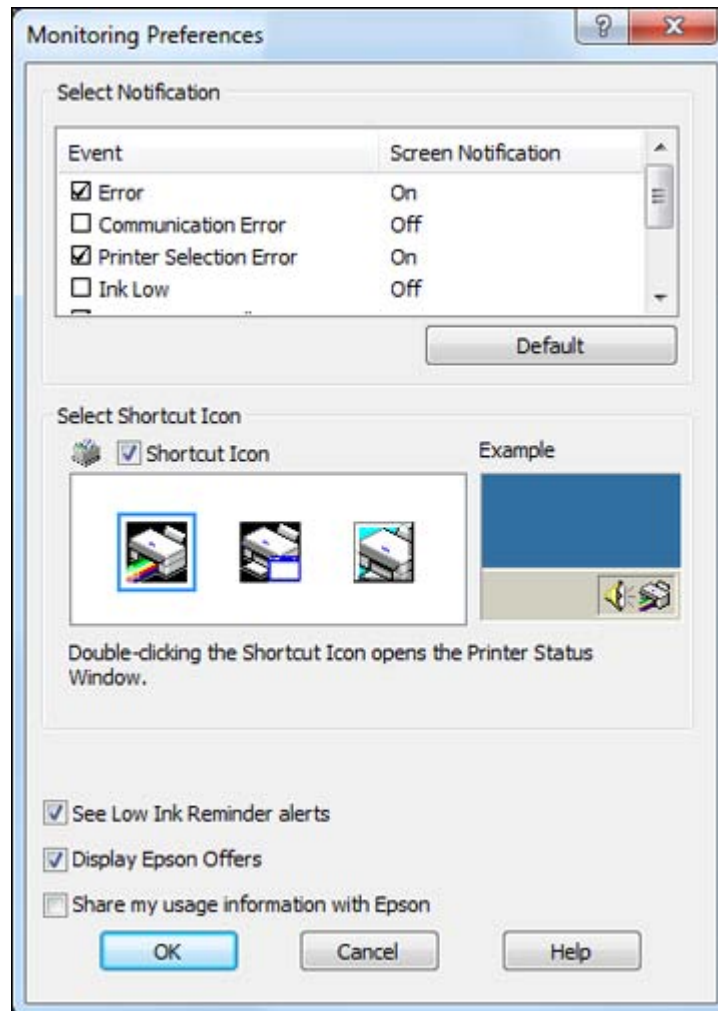 Monitoring Preferences
Select Notification
Event Screen Notification
Error On
Communication Error Off
Printer Selection Error On
Ink Low Off
Default
Select Shortcut Icon
Shortcut Icon Example
Double-clicking the Shortcut Icon opens the Printer Status
Window.
See Low Ink Reminder alerts
Display Epson Offers
Share my usage information with Epson
OK Cancel Help